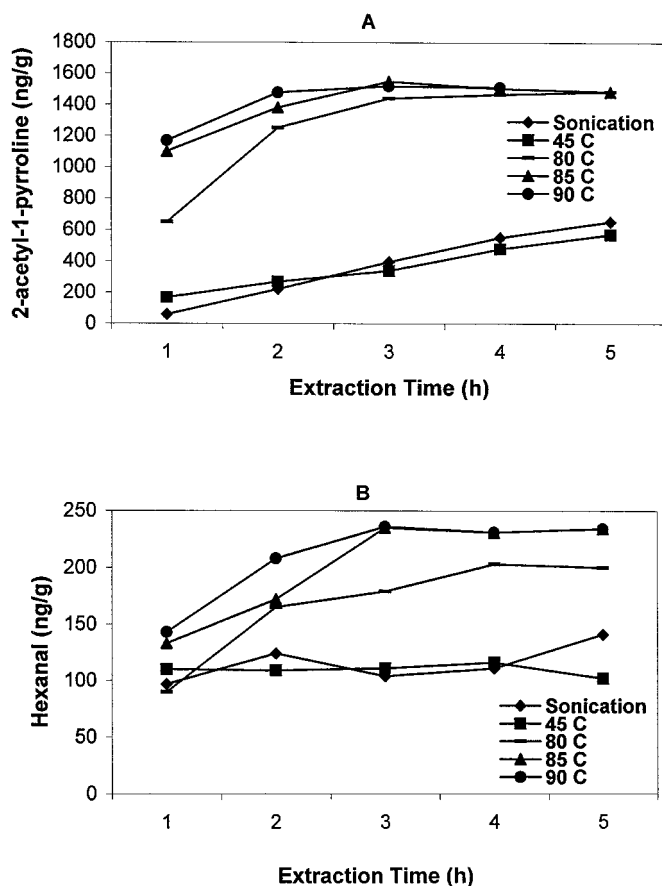 A
2-acetyl-1-pyrroline (ng/g)
1800
1600
1400
1200
1000
800
600
400
200
0
Sonication
45 C
80 C
85 C
90 C
1 2 3 4 5
Extraction Time (h)
B
Hexanal (ng/g)
250
200
150
100
50
0
Sonication
45 C
80 C
85 C
90 C
1 2 3 4 5
Extraction Time (h)